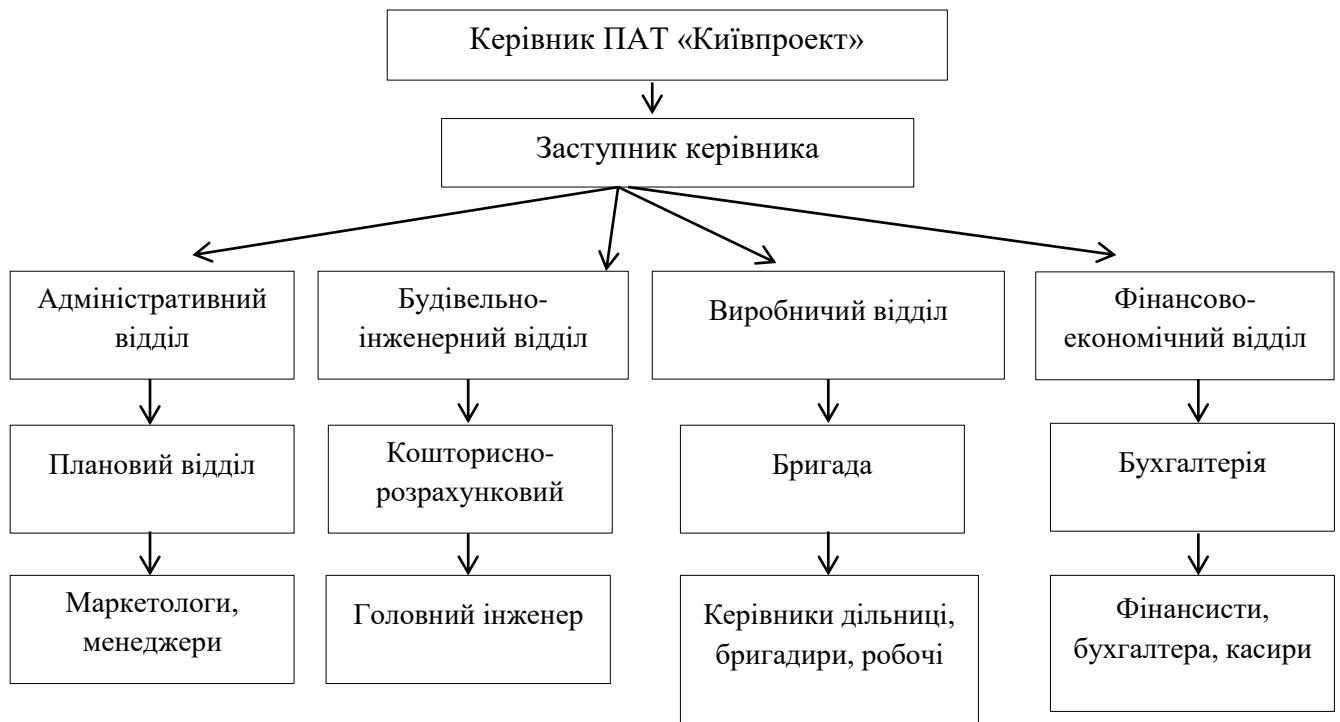 Керівник ПАТ «Київпроект»
Заступник керівника
Адміністративний
відділ
Будівельно-
інженерний відділ
Виробничий відділ
Фінансово-
економічний відділ
Плановий відділ
Кошторисно-
розрахунковий
Бригада
Бухгалтерія
Маркетологи,
менеджери
Головний інженер
Керівники дільниці,
бригадири, робочі
Фінансисти,
бухгалтера, касири